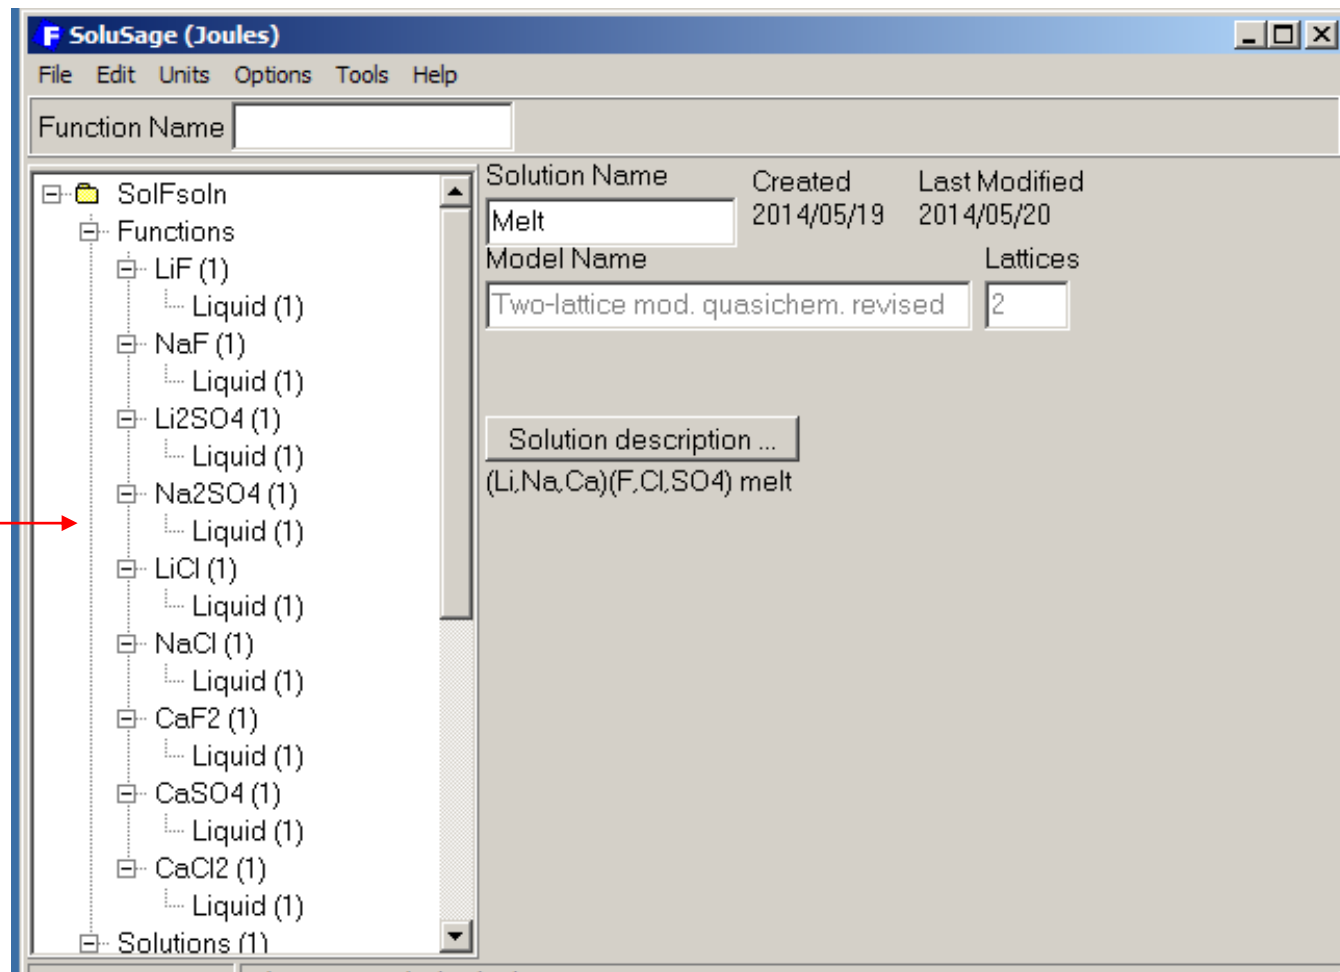 SoluSage (Joules)
File Edit Units Options Tools Help
Function Name
SolFsoln
Functions
LiF (1)
Liquid (1)
NaF (1)
Liquid (1)
Li2SO4 (1)
Liquid (1)
Na2SO4 (1)
Liquid (1)
LiCl (1)
Liquid (1)
NaCl (1)
Liquid (1)
CaF2 (1)
Liquid (1)
CaSO4 (1)
Liquid (1)
CaCl2 (1)
Liquid (1)
Solutions (1)
Solution Name Created Last Modified
Melt 2014/05/19 2014/05/20
Model Name Lattices
Two-lattice mod. quasichem. revised 2
Solution description ...
(Li,Na,Ca)(F,Cl,SO4) melt